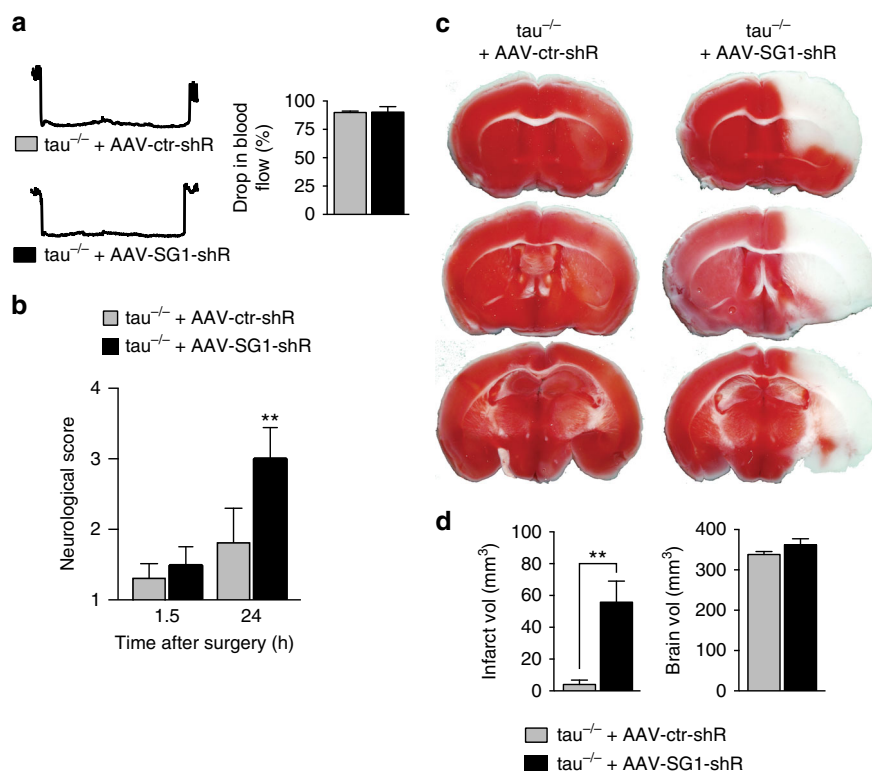 a
tau−/− + AAV-ctr-shR
tau−/− + AAV-SG1-shR
Drop in blood
flow (%)
100
75
50
25
0
b
tau−/− + AAV-ctr-shR
tau−/− + AAV-SG1-shR
Neurological score
4
3
2
1
**
1.5
24
Time after surgery (h)
c
tau−/−
+ AAV-ctr-shR
tau−/−
+ AAV-SG1-shR
d
Infarct vol (mm³)
100
80
60
40
20
0
**
Brain vol (mm³)
400
300
200
100
0
tau−/− + AAV-ctr-shR
tau−/− + AAV-SG1-shR